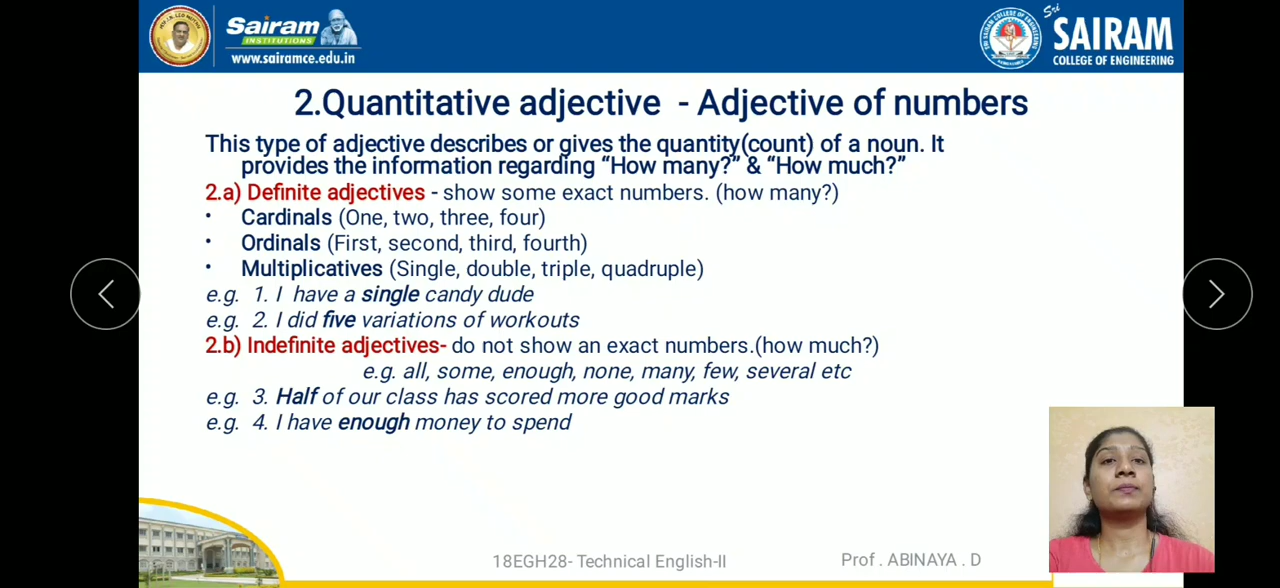 Sairam
INSTITUTIONS
www.sairamce.edu.in
Sri
SAIRAM
COLLEGE OF ENGINEERING
2.Quantitative adjective - Adjective of numbers
This type of adjective describes or gives the quantity(count) of a noun. It
provides the information regarding “How many?” & “How much?”
2.a) Definite adjectives - show some exact numbers. (how many?)
• Cardinals (One, two, three, four)
• Ordinals (First, second, third, fourth)
• Multiplicatives (Single, double, triple, quadruple)
e.g. 1. I have a single candy dude
e.g. 2. I did five variations of workouts
2.b) Indefinite adjectives- do not show an exact numbers.(how much?)
e.g. all, some, enough, none, many, few, several etc
e.g. 3. Half of our class has scored more good marks
e.g. 4. I have enough money to spend
18EGH28- Technical English-II
Prof . ABINAYA . D